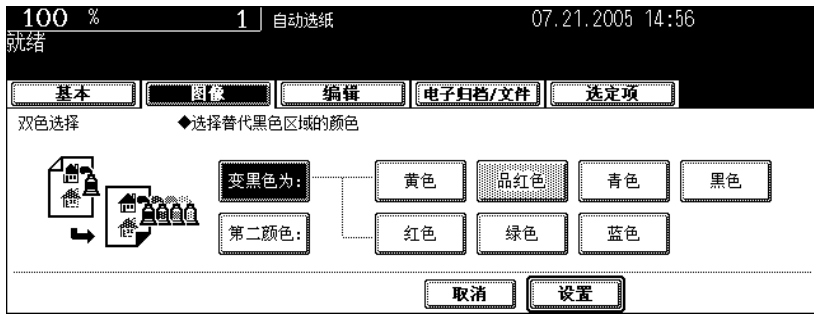 100 % 1 自动选纸 07.21.2005 14:56
就绪
基本 图像 编辑 电子归档/文件 选定项
双色选择 ◆选择替代黑色区域的颜色
变黑色为: 黄色 品红色 青色 黑色
第二颜色: 红色 绿色 蓝色
取消 设置